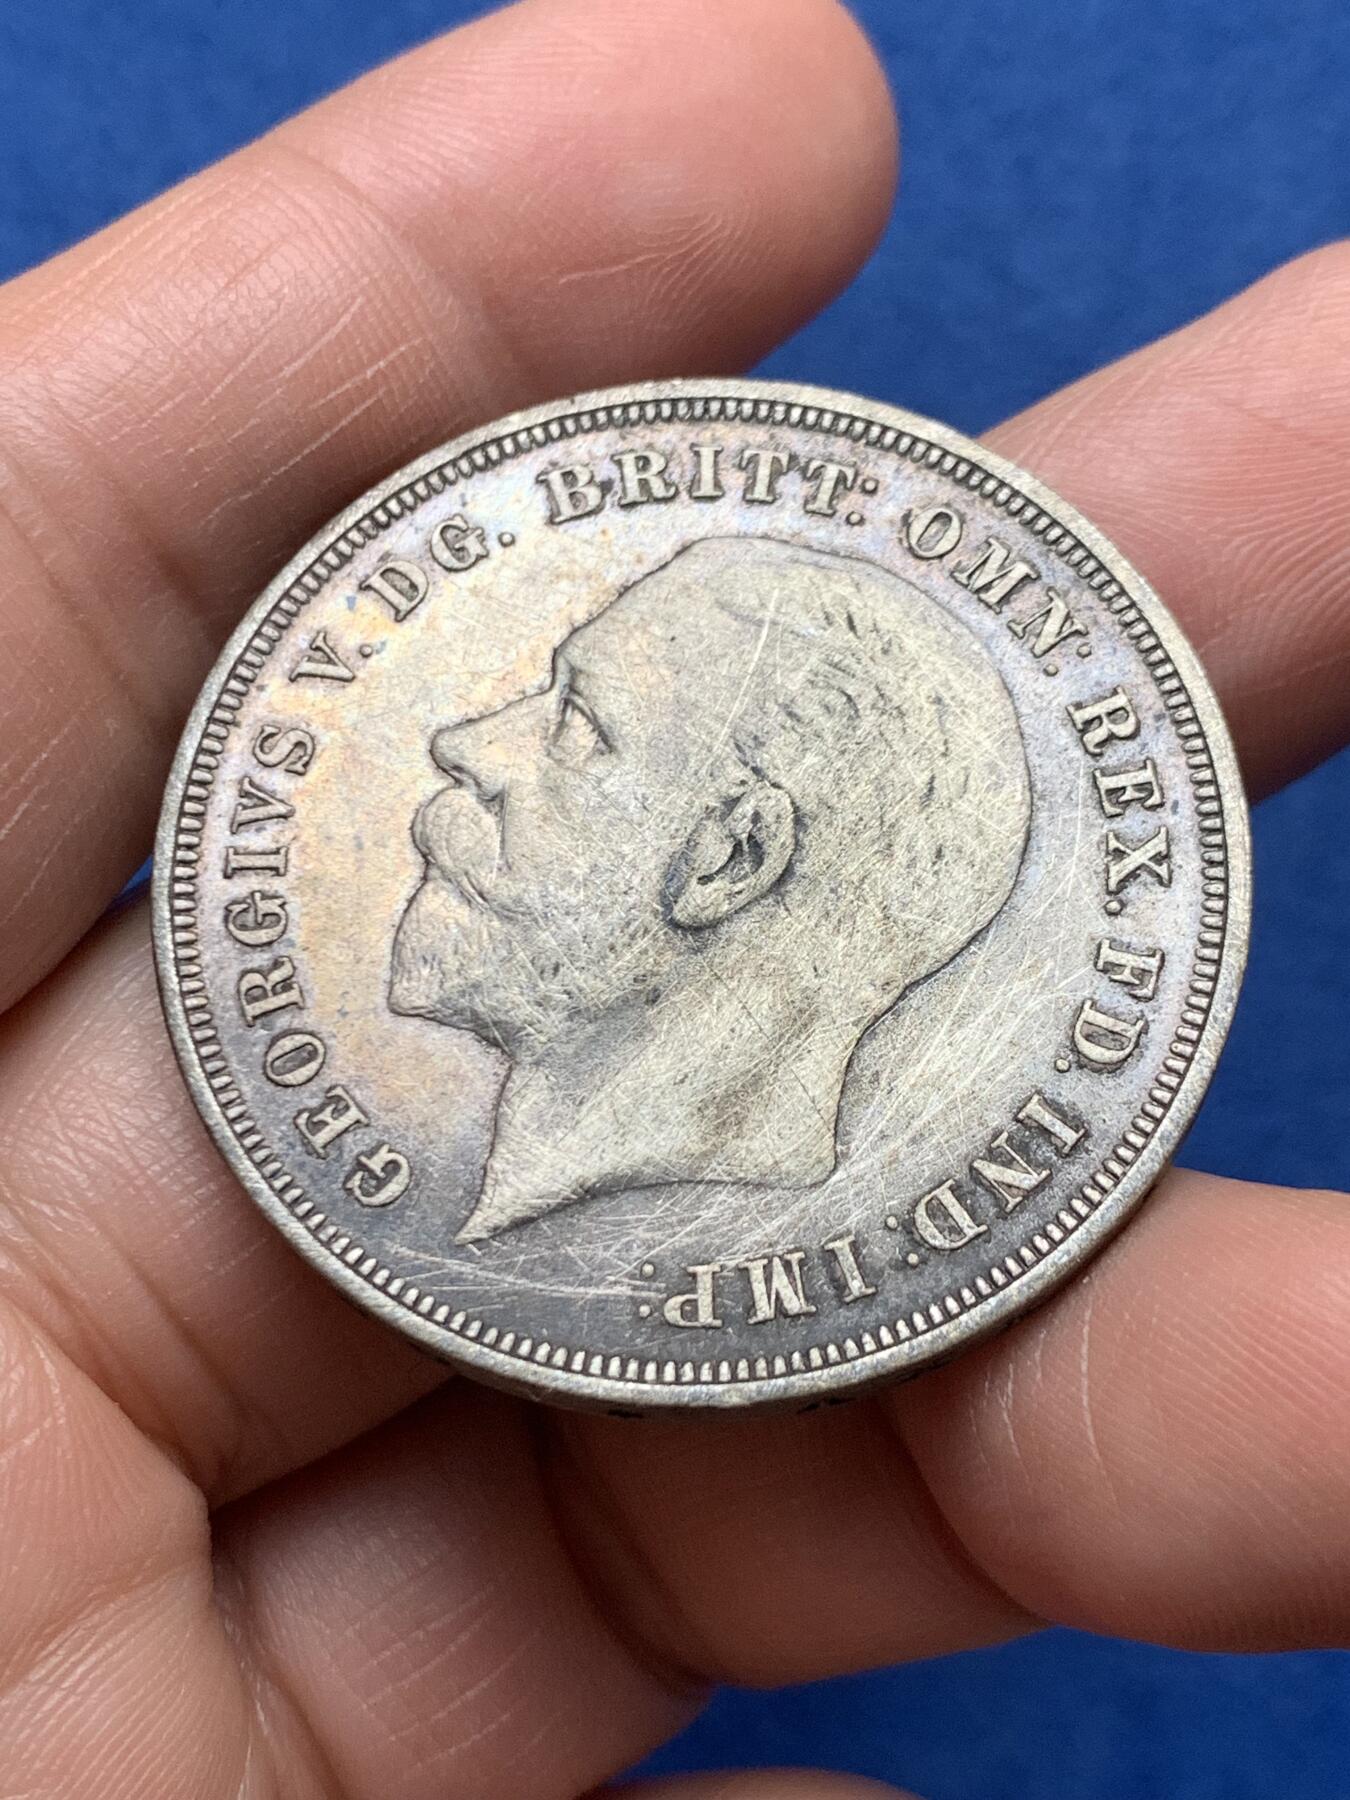 GEORGIVS V. DG. BRITT: OMN: REX. FD. IND: IMP: